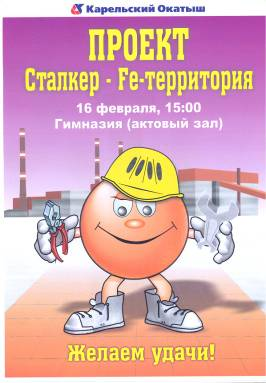 Карельский Окатыш
ПРОЕКТ
Сталкер - Fe-территория
16 февраля, 15:00
Гимназия (актовый зал)
Желаем удачи!